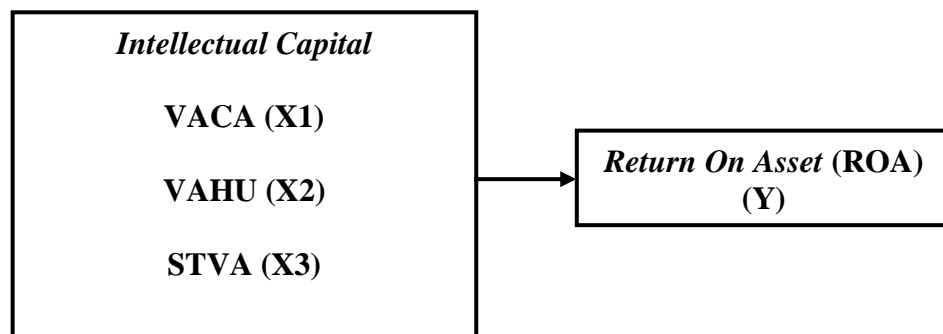 Intellectual Capital
VACA (X1)
VAHU (X2)
STVA (X3)
Return On Asset (ROA)
(Y)